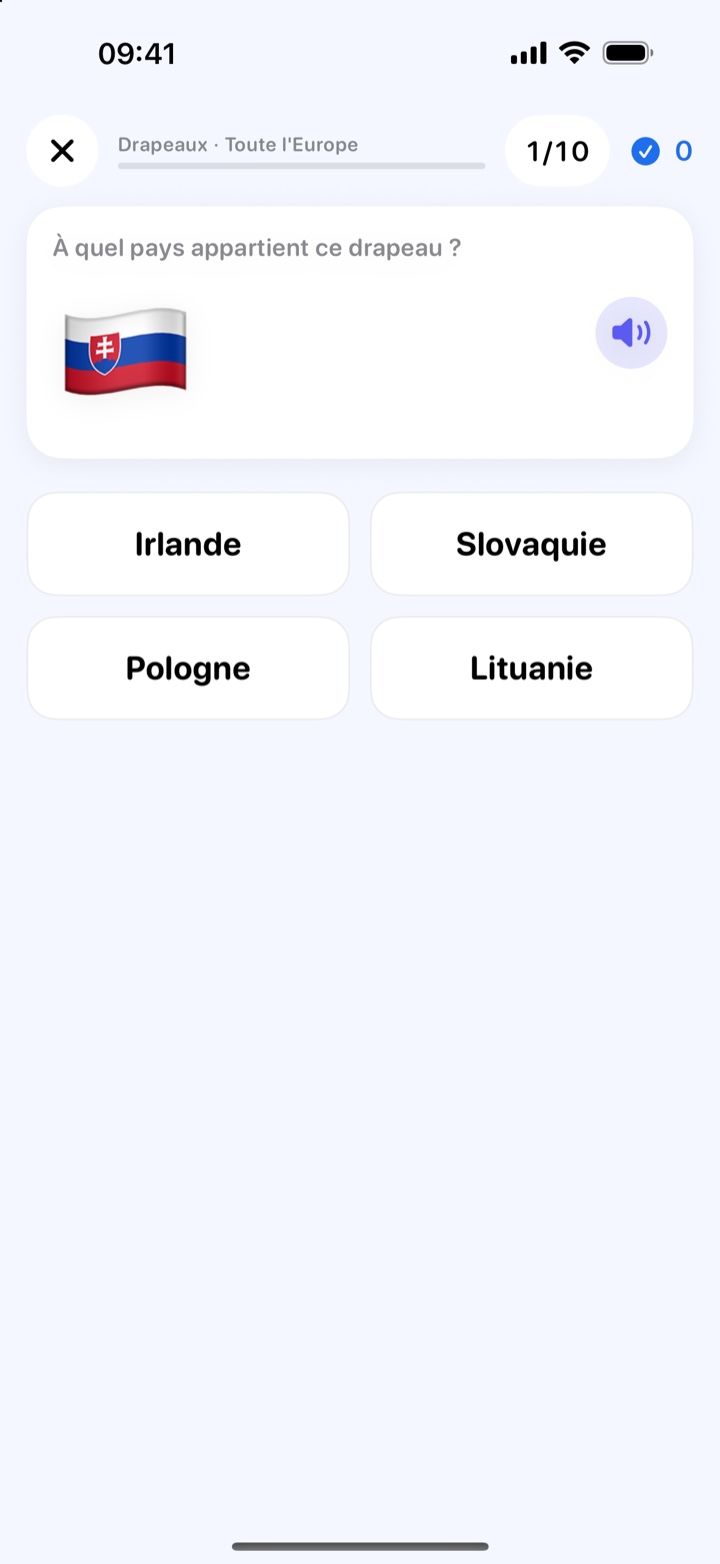 09:41
Drapeaux · Toute l'Europe
1/10
0
À quel pays appartient ce drapeau ?
Irlande
Slovaquie
Pologne
Lituanie